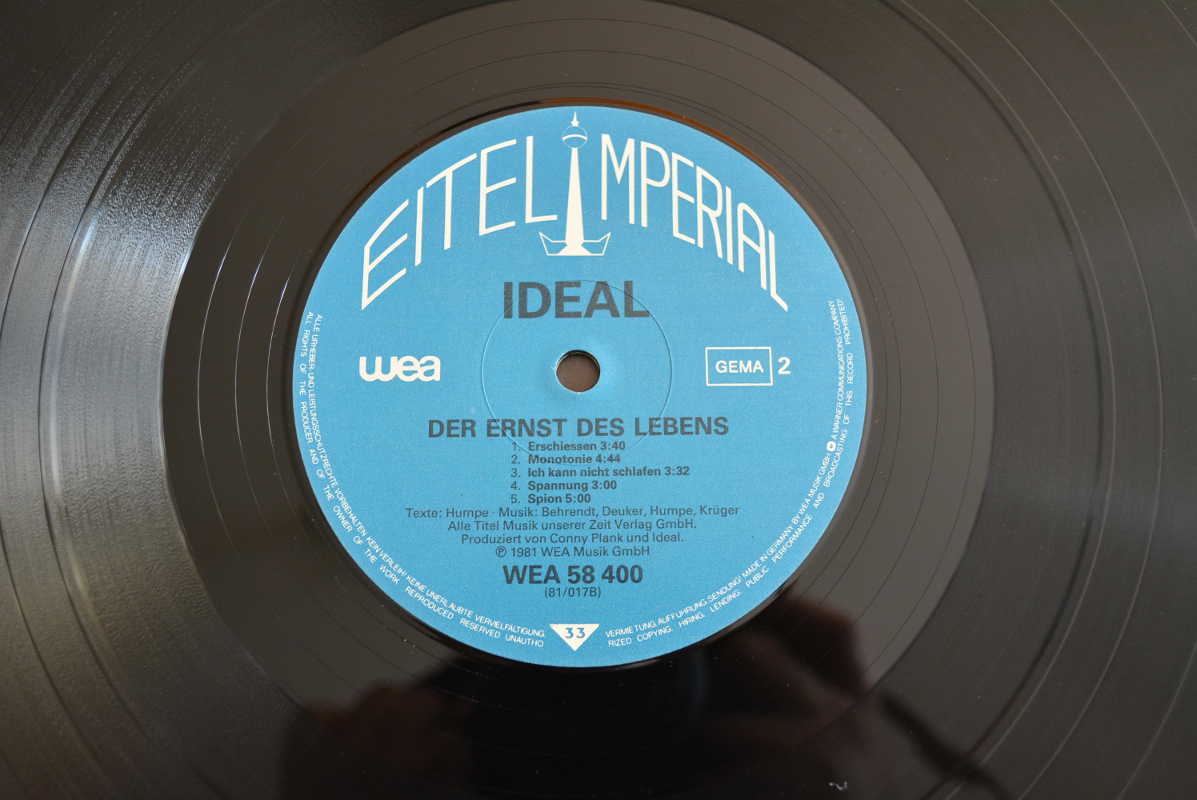 EITEL IMPERIAL
IDEAL
wea
GEMA 2
DER ERNST DES LEBENS
1. Erschiessen 3:40
2. Monotonie 4:44
3. Ich kann nicht schlafen 3:32
4. Spannung 3:00
5. Spion 5:00
Texte: Humpe · Musik: Behrendt, Deuker, Humpe, Krüger
Alle Titel Musik unserer Zeit Verlag GmbH.
Produziert von Conny Plank und Ideal.
℗ 1981 WEA Musik GmbH
WEA 58 400
(81/017B)
33
ALLE URHEBER- UND LEISTUNGSSCHUTZRECHTE VORBEHALTEN. KEIN VERLEIH! KEINE UNERLAUBTE VERVIELFÄLTIGUNG,
VERMIETUNG, AUFFÜHRUNG, SENDUNG! MADE IN GERMANY BY WEA MUSIK GMBH A WARNER COMMUNICATIONS COMPANY
ALL RIGHTS OF THE PRODUCER AND OF THE OWNER OF THE WORK REPRODUCED RESERVED UNAUTHO
RIZED COPYING. HIRING. LENDING. PUBLIC PERFORMANCE AND BROADCASTING OF THIS RECORD PROHIBITED!